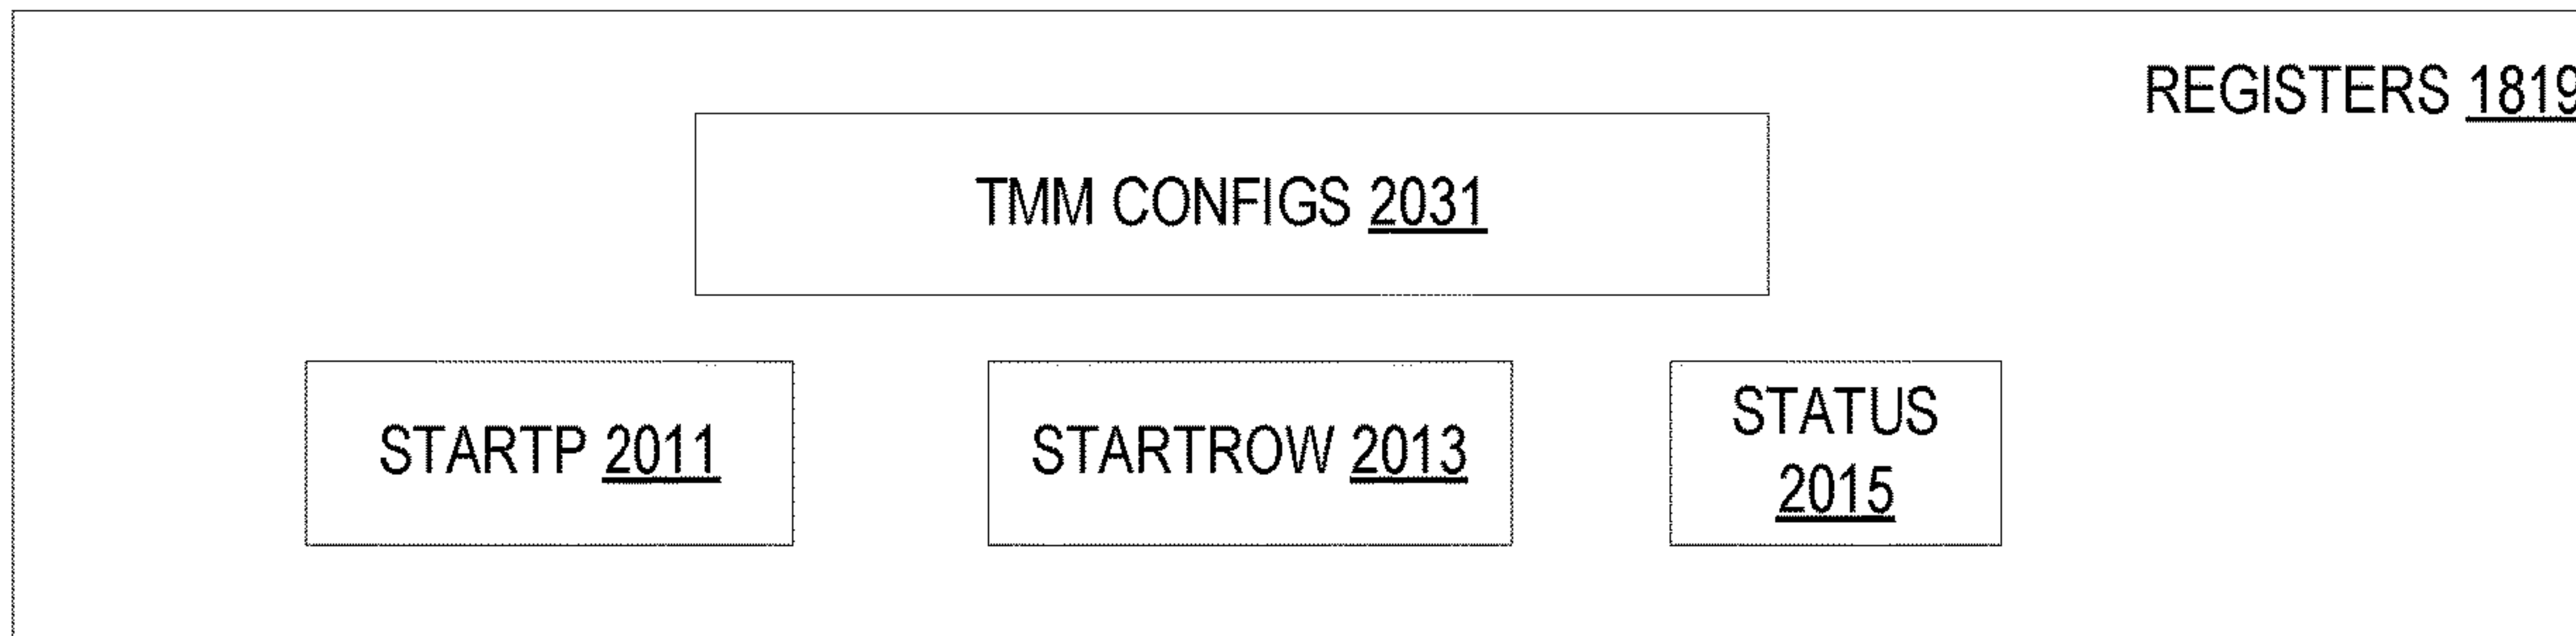 REGISTERS 1819
TMM CONFIGS 2031
STARTP 2011
STARTROW 2013
STATUS
2015